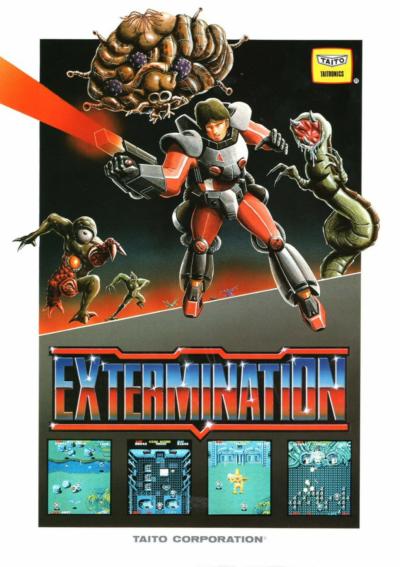 TAITO
TAITRONICS
®
EXTERMINATION
TAITO CORPORATION®